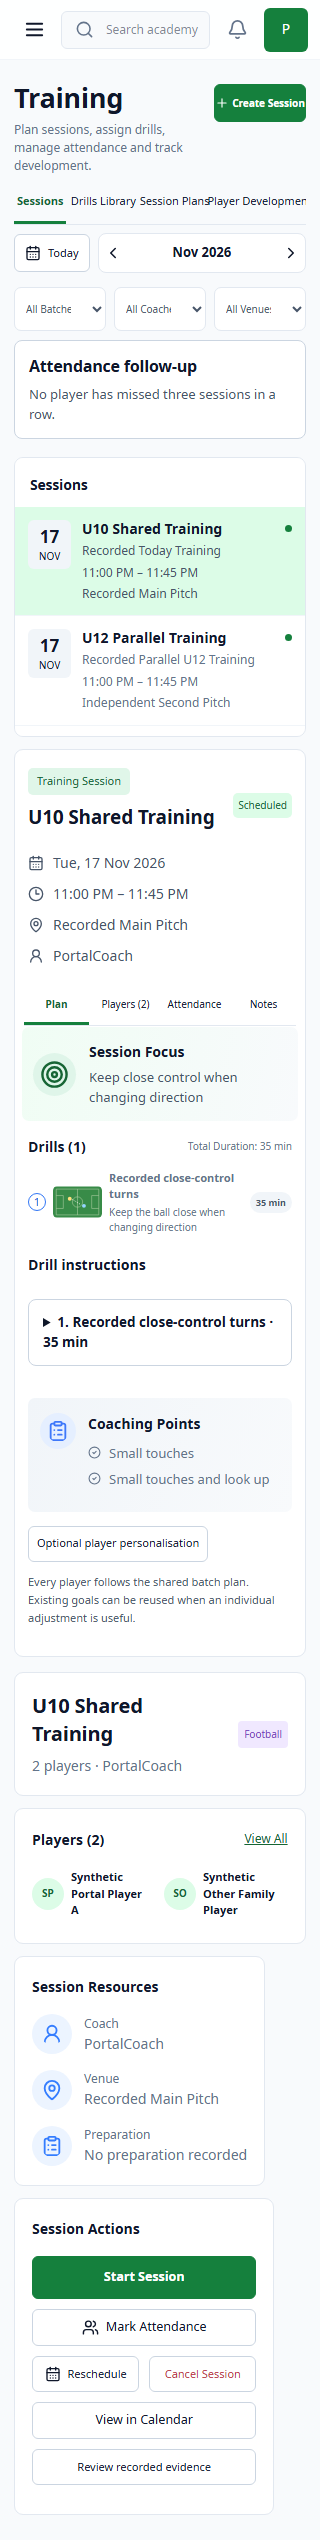 Search academy
P
Training
+ Create Session
Plan sessions, assign drills,
manage attendance and track
development.
Sessions Drills Library Session Plans Player Developmen
Today
Nov 2026
All Batche All Coach All Venue
Attendance follow-up
No player has missed three sessions in a
row.
Sessions
17
NOV
U10 Shared Training
Recorded Today Training
11:00 PM – 11:45 PM
Recorded Main Pitch
17
NOV
U12 Parallel Training
Recorded Parallel U12 Training
11:00 PM – 11:45 PM
Independent Second Pitch
Training Session
U10 Shared Training
Scheduled
Tue, 17 Nov 2026
11:00 PM – 11:45 PM
Recorded Main Pitch
PortalCoach
Plan Players (2) Attendance Notes
Session Focus
Keep close control when
changing direction
Drills (1)
Total Duration: 35 min
1
Recorded close-control
turns
Keep the ball close when
changing direction
35 min
Drill instructions
▶ 1. Recorded close-control turns ·
35 min
Coaching Points
Small touches
Small touches and look up
Optional player personalisation
Every player follows the shared batch plan.
Existing goals can be reused when an individual
adjustment is useful.
U10 Shared
Training
Football
2 players · PortalCoach
Players (2)
View All
SP
Synthetic
Portal Player
A
SO
Synthetic
Other Family
Player
Session Resources
Coach
PortalCoach
Venue
Recorded Main Pitch
Preparation
No preparation recorded
Session Actions
Start Session
Mark Attendance
Reschedule
Cancel Session
View in Calendar
Review recorded evidence